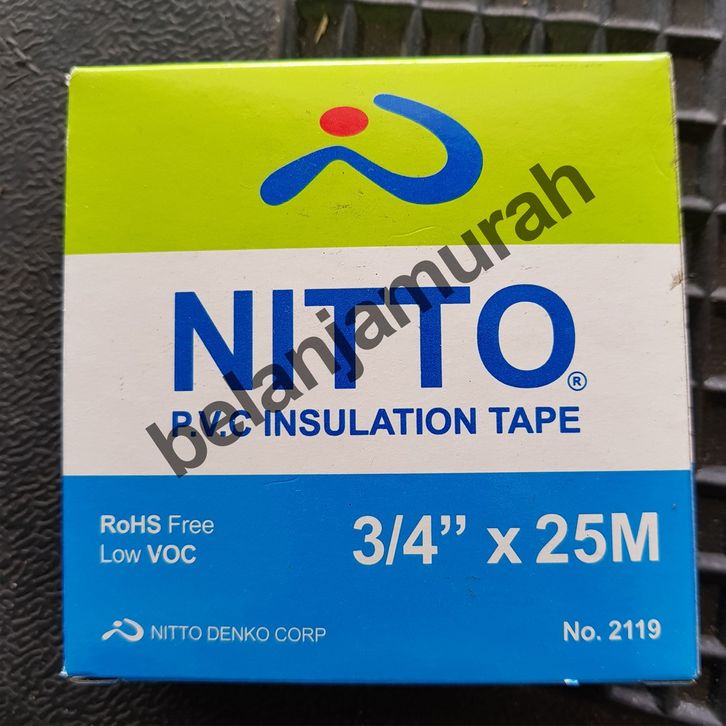 NITTO®
P.V.C INSULATION TAPE
belanjamurah
RoHS Free
Low VOC
3/4” x 25M
NITTO DENKO CORP
No. 2119